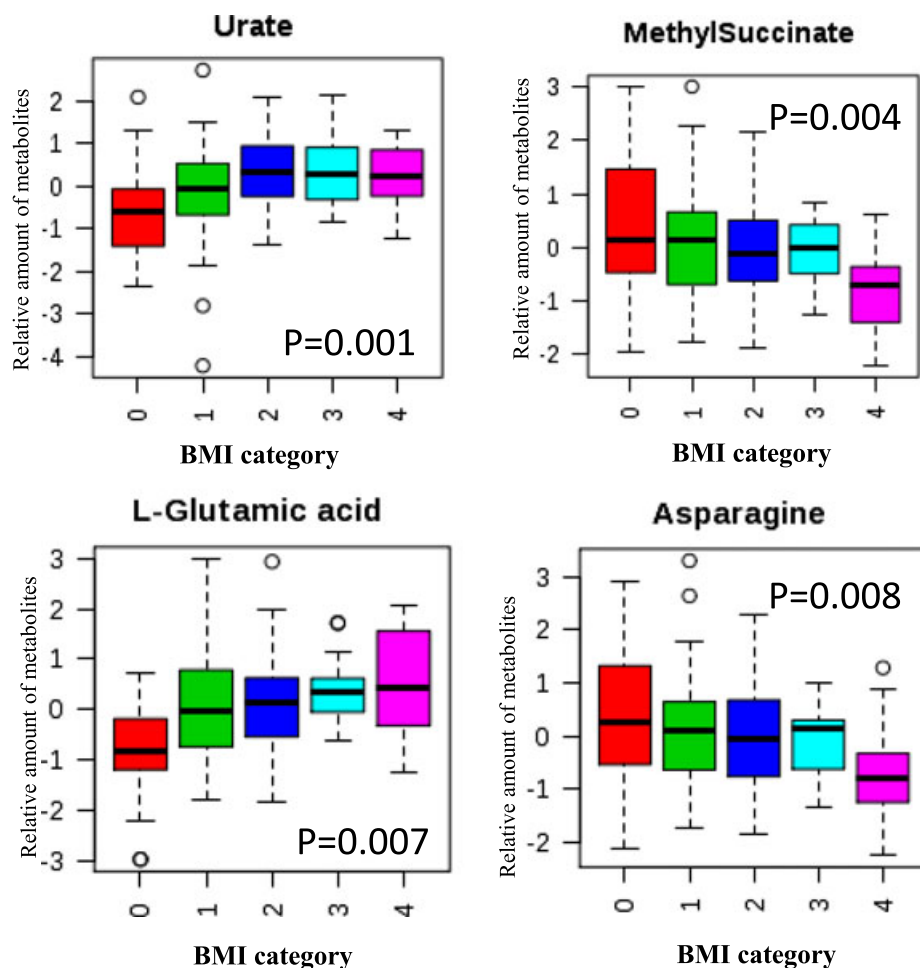 Urate
Relative amount of metabolites
2
1
0
-1
-2
-3
-4
P=0.001
0 1 2 3 4
BMI category
MethylSuccinate
Relative amount of metabolites
3
2
1
0
-1
-2
P=0.004
0 1 2 3 4
BMI category
L-Glutamic acid
Relative amount of metabolites
3
2
1
0
-1
-2
-3
P=0.007
0 1 2 3 4
BMI category
Asparagine
Relative amount of metabolites
3
2
1
0
-1
-2
P=0.008
0 1 2 3 4
BMI category